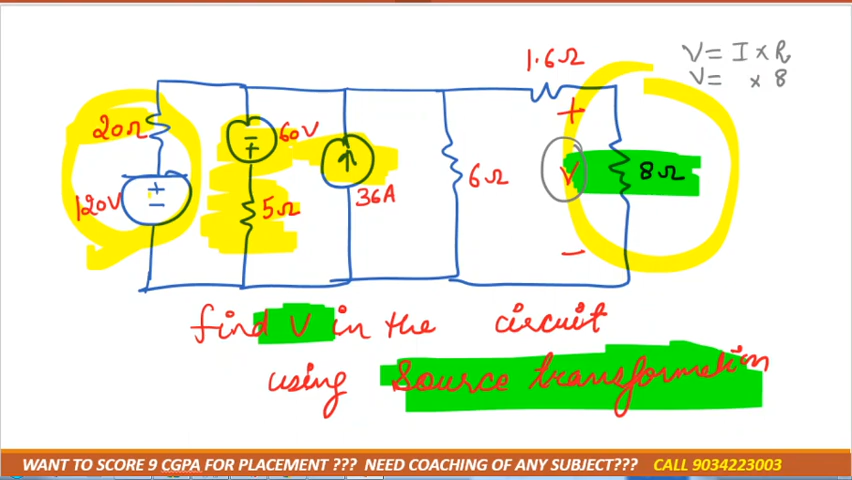 1.6Ω
V = I × R
V = × 8
20Ω
60V
120V
+
−
−
+
5Ω
36A
6Ω
+
V
−
8Ω
find V in the circuit
using Source transformation
WANT TO SCORE 9 CGPA FOR PLACEMENT ??? NEED COACHING OF ANY SUBJECT??? CALL 9034223003